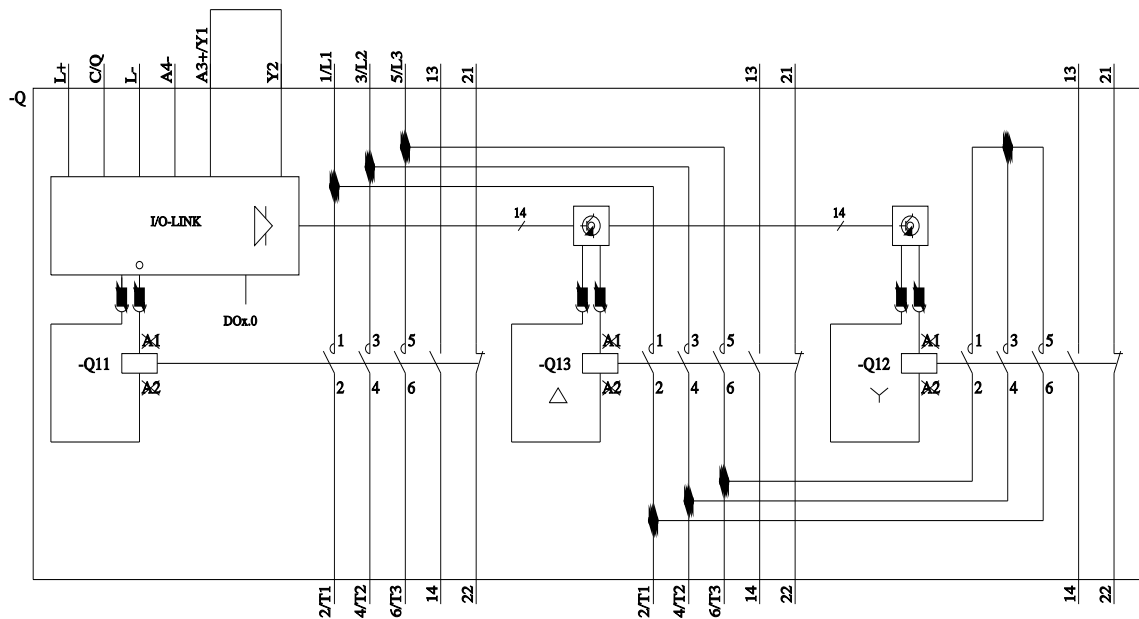 L+ C/Q L- A4- A3+/Y1 Y2 1/L1 3/L2 5/L3 13 21 13 21 13 21
-Q
I/O-LINK 14 14
DOx.0
A1 1 3 5 A1 1 3 5 A1 1 3 5
-Q11 -Q13 -Q12
A2 2 4 6 A2 2 4 6 A2 2 4 6
2/T1 4/T2 6/T3 14 22 2/T1 4/T2 6/T3 14 22 14 22